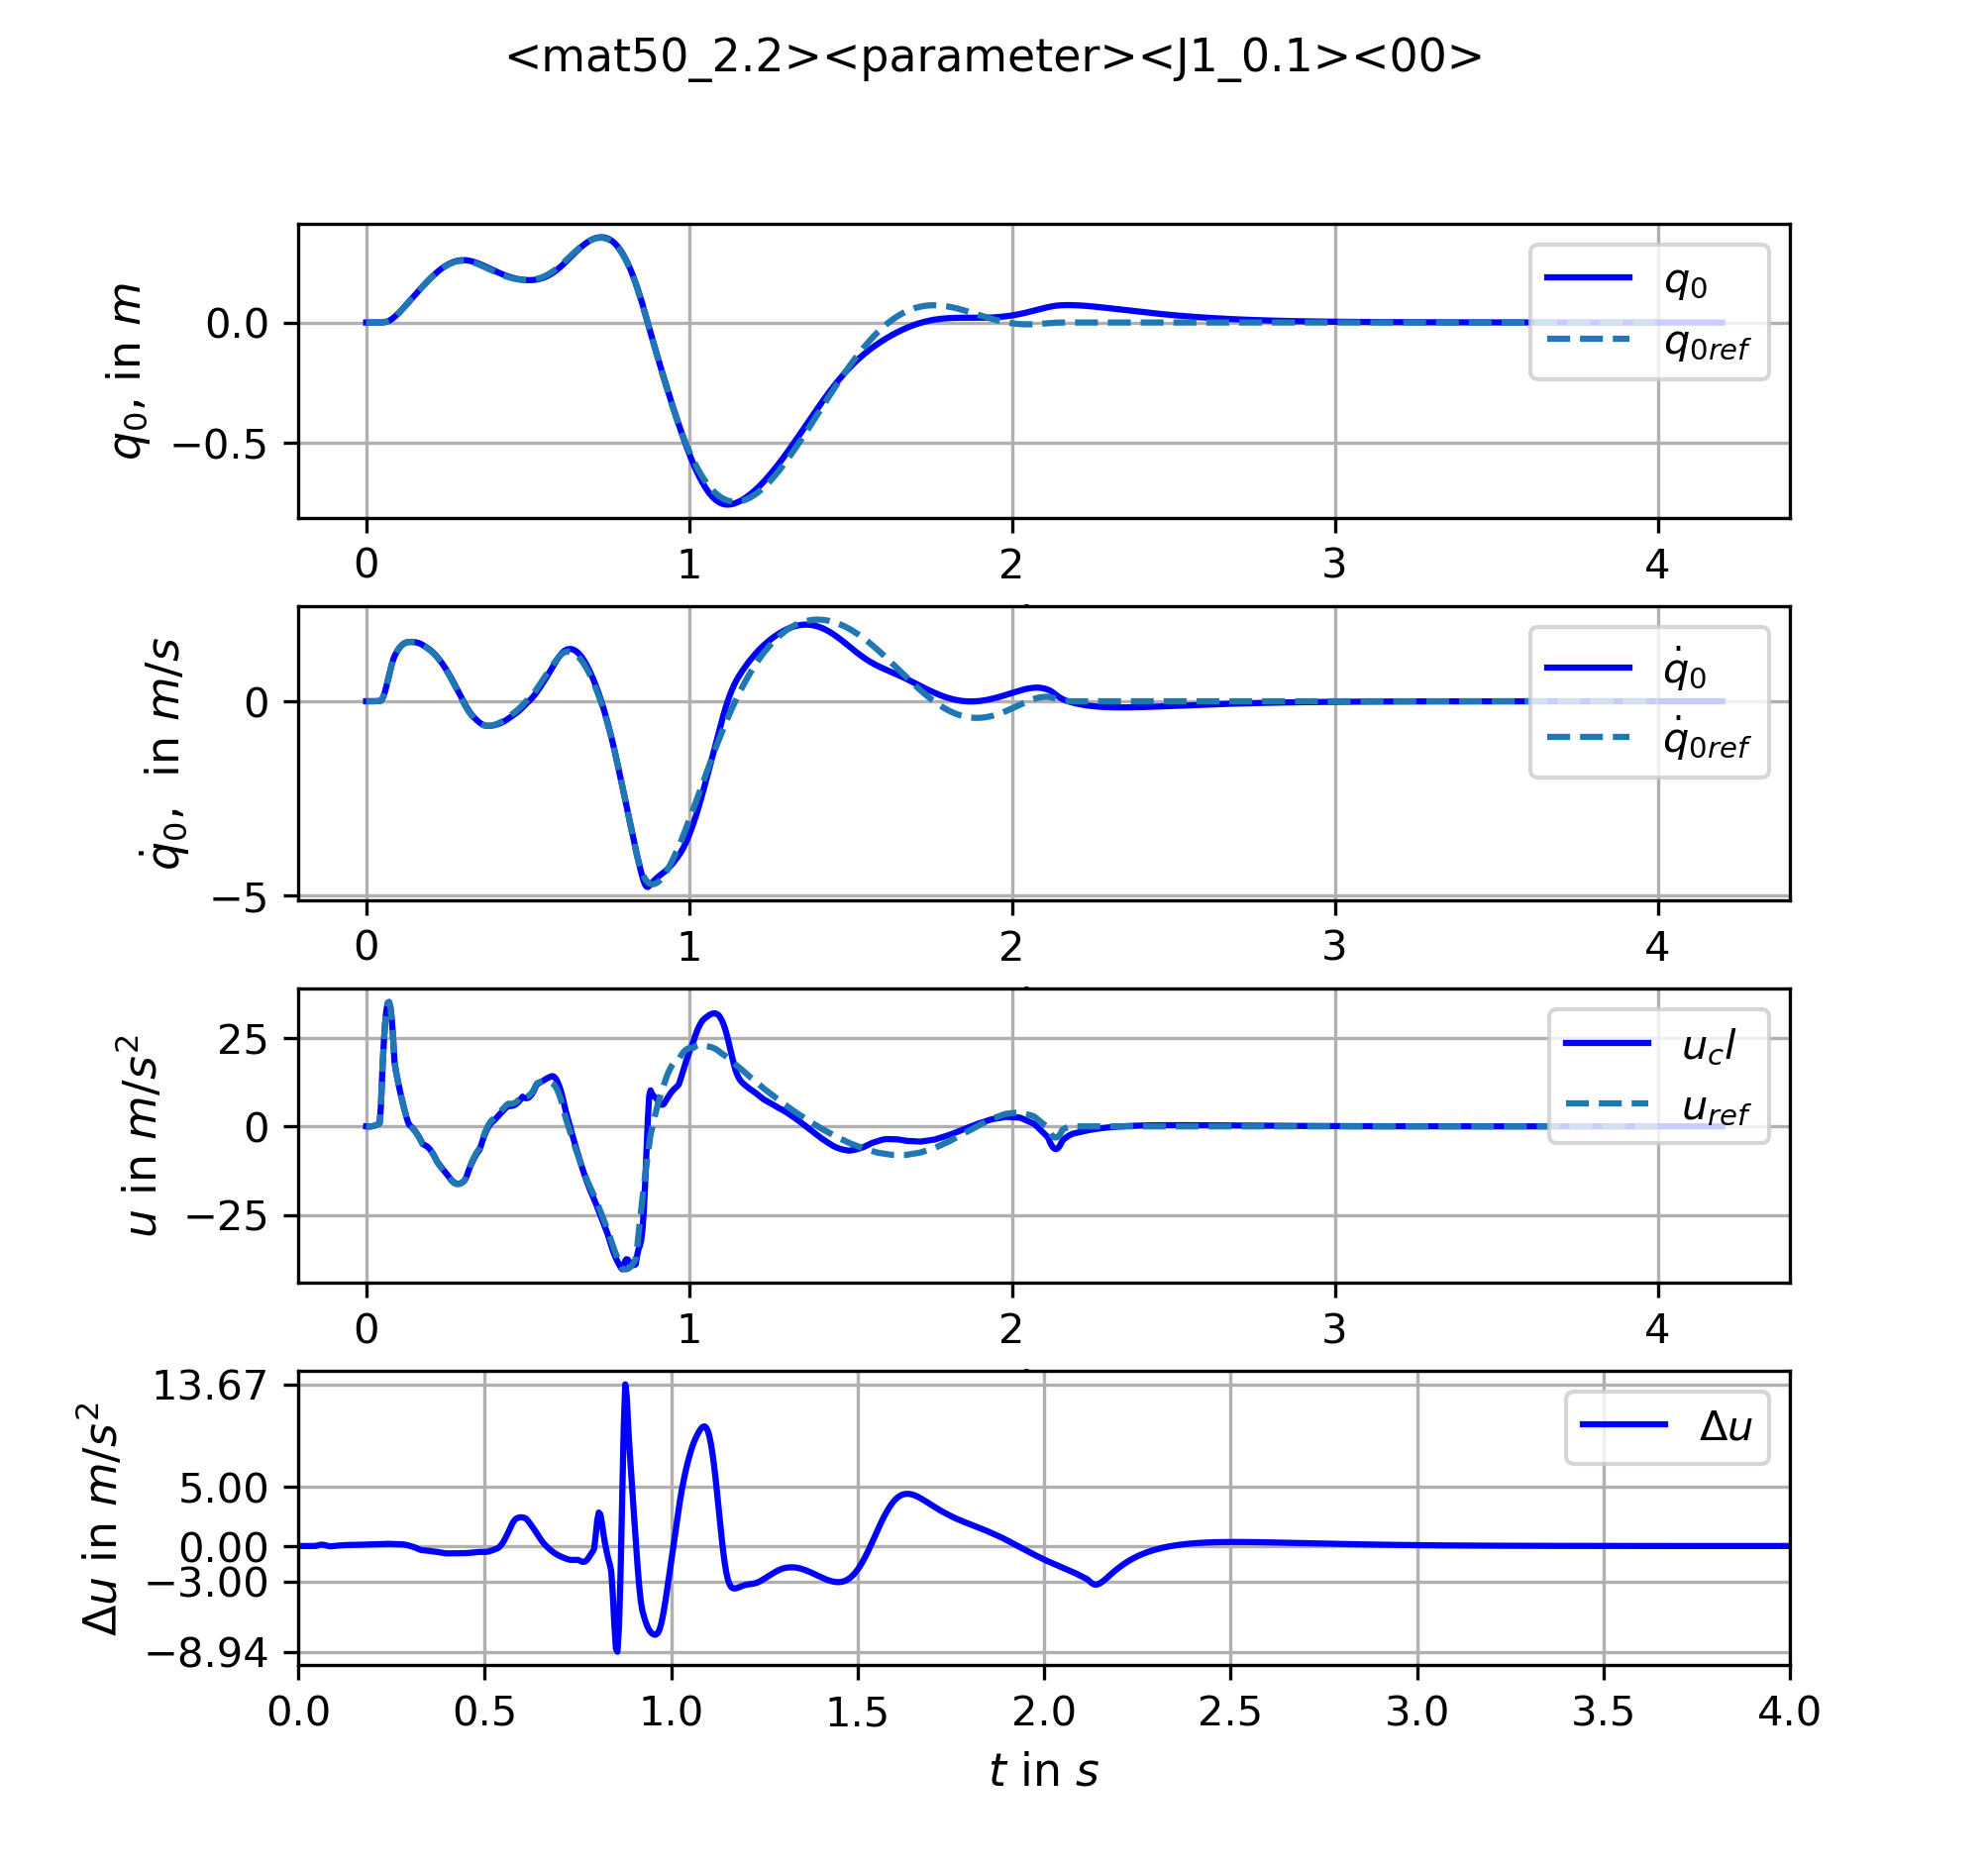 <mat50_2.2><parameter><J1_0.1><00>
q₀, in m
0.0
−0.5
q₀
q₀ref
0 1 2 3 4
q̇₀, in m/s
0
−5
q̇₀
q̇₀ref
0 1 2 3 4
u in m/s²
25
0
−25
u_c l
u_ref
0 1 2 3 4
Δu in m/s²
13.67
5.00
0.00
−3.00
−8.94
Δu
0.0 0.5 1.0 1.5 2.0 2.5 3.0 3.5 4.0
t in s